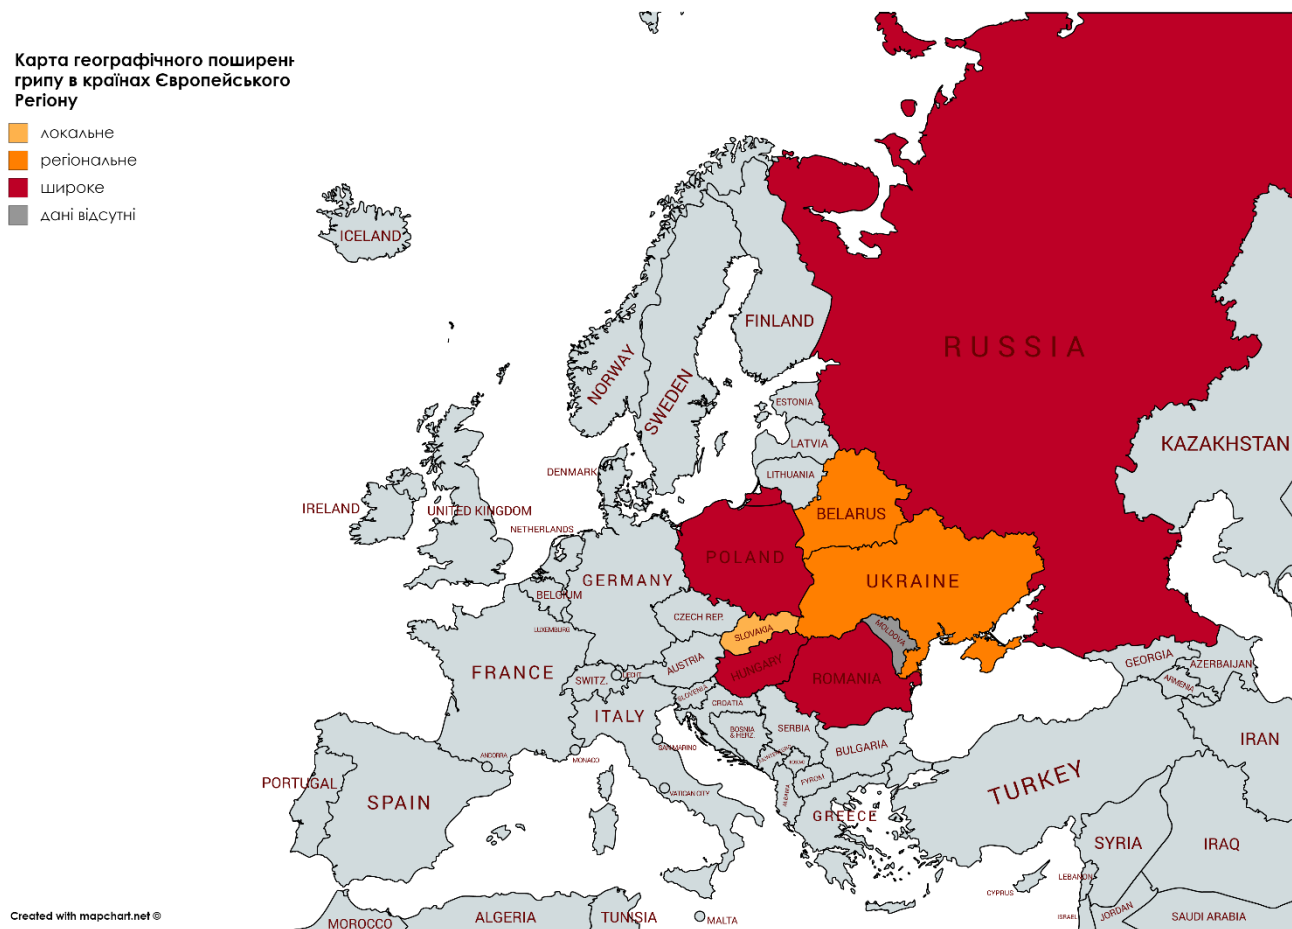 Карта географічного поширенн
грипу в країнах Європейського
Регіону
локальне
регіональне
широке
дані відсутні
ICELAND
NORWAY
SWEDEN
FINLAND
RUSSIA
ESTONIA
LATVIA
LITHUANIA
DENMARK
KAZAKHSTAN
IRELAND
UNITED KINGDOM
NETHERLANDS
BELARUS
POLAND
UKRAINE
GERMANY
BELGIUM
LUXEMBURG
CZECH REP.
SLOVAKIA
MOLDOVA
FRANCE
SWITZ.
LECHT.
AUSTRIA
HUNGARY
ROMANIA
SLOVENIA
CROATIA
ITALY
BOSNIA
& HERZ.
SERBIA
BULGARIA
GEORGIA
AZERBAIJAN
ARMENIA
ANDORRA
MONACO
SAN MARINO
VATICAN CITY
FYROM
GREECE
PORTUGAL
SPAIN
TURKEY
IRAN
SYRIA
IRAQ
LEBANON
CYPRUS
ISRAEL
JORDAN
SAUDI ARABIA
MOROCCO
ALGERIA
TUNISIA
MALTA
Created with mapchart.net ©